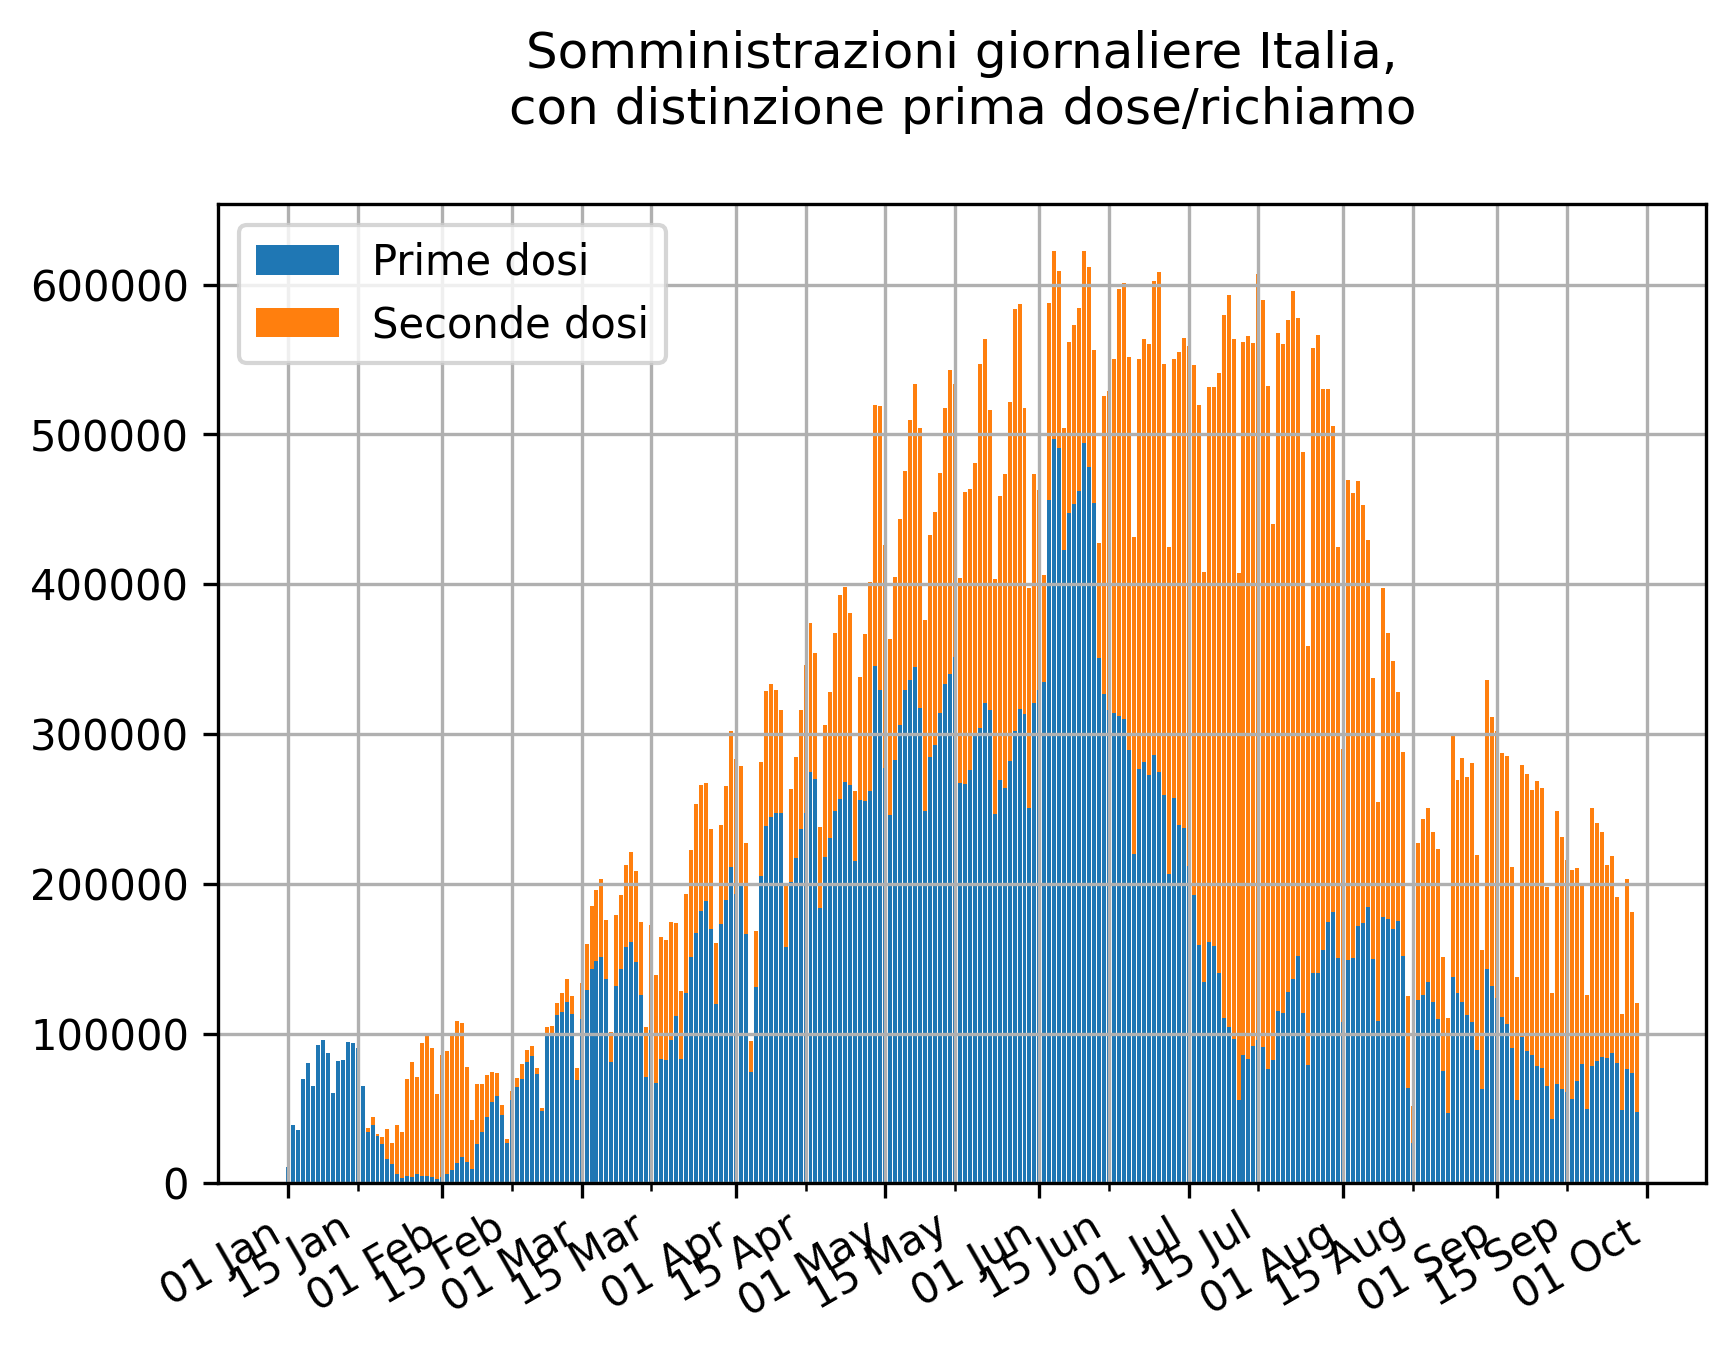 Somministrazioni giornaliere Italia,
con distinzione prima dose/richiamo
Prime dosi
Seconde dosi
600000
500000
400000
300000
200000
100000
0
01 Jan
15 Jan
01 Feb
15 Feb
01 Mar
15 Mar
01 Apr
15 Apr
01 May
15 May
01 Jun
15 Jun
01 Jul
15 Jul
01 Aug
15 Aug
01 Sep
15 Sep
01 Oct